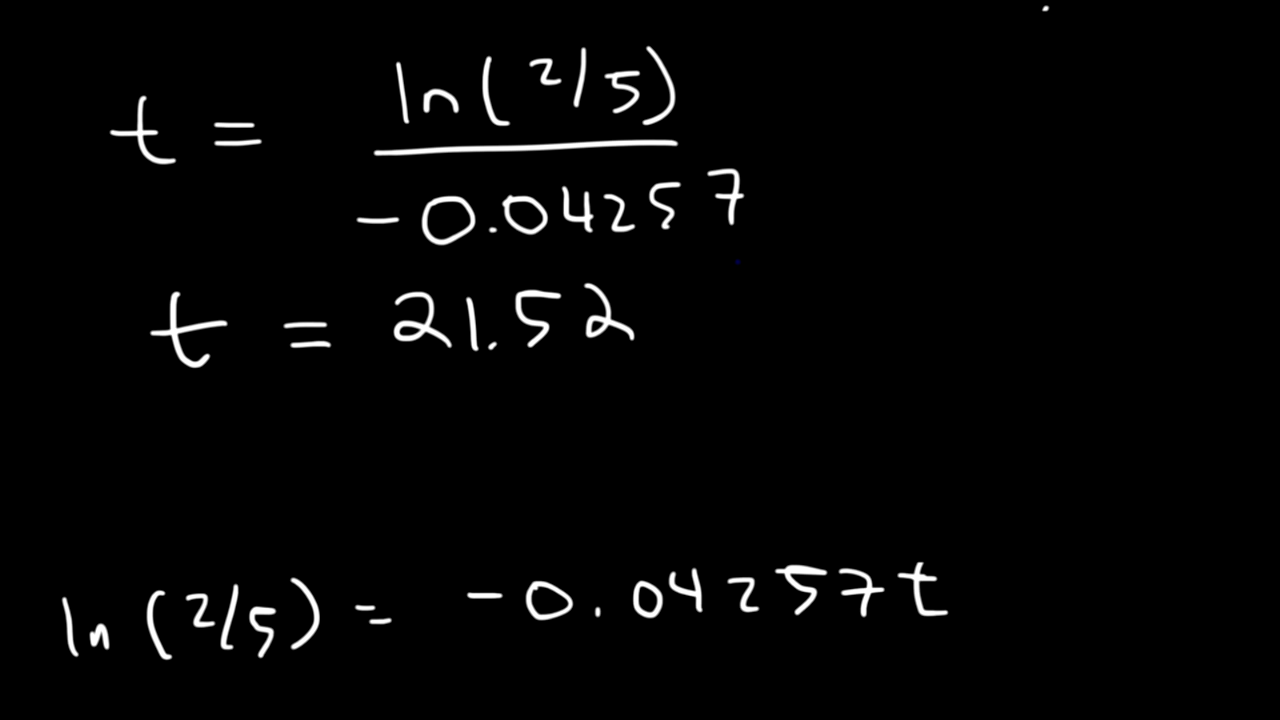 t = ln(2/5) / -0.04257
t = 21.52
ln(2/5) = -0.04257t